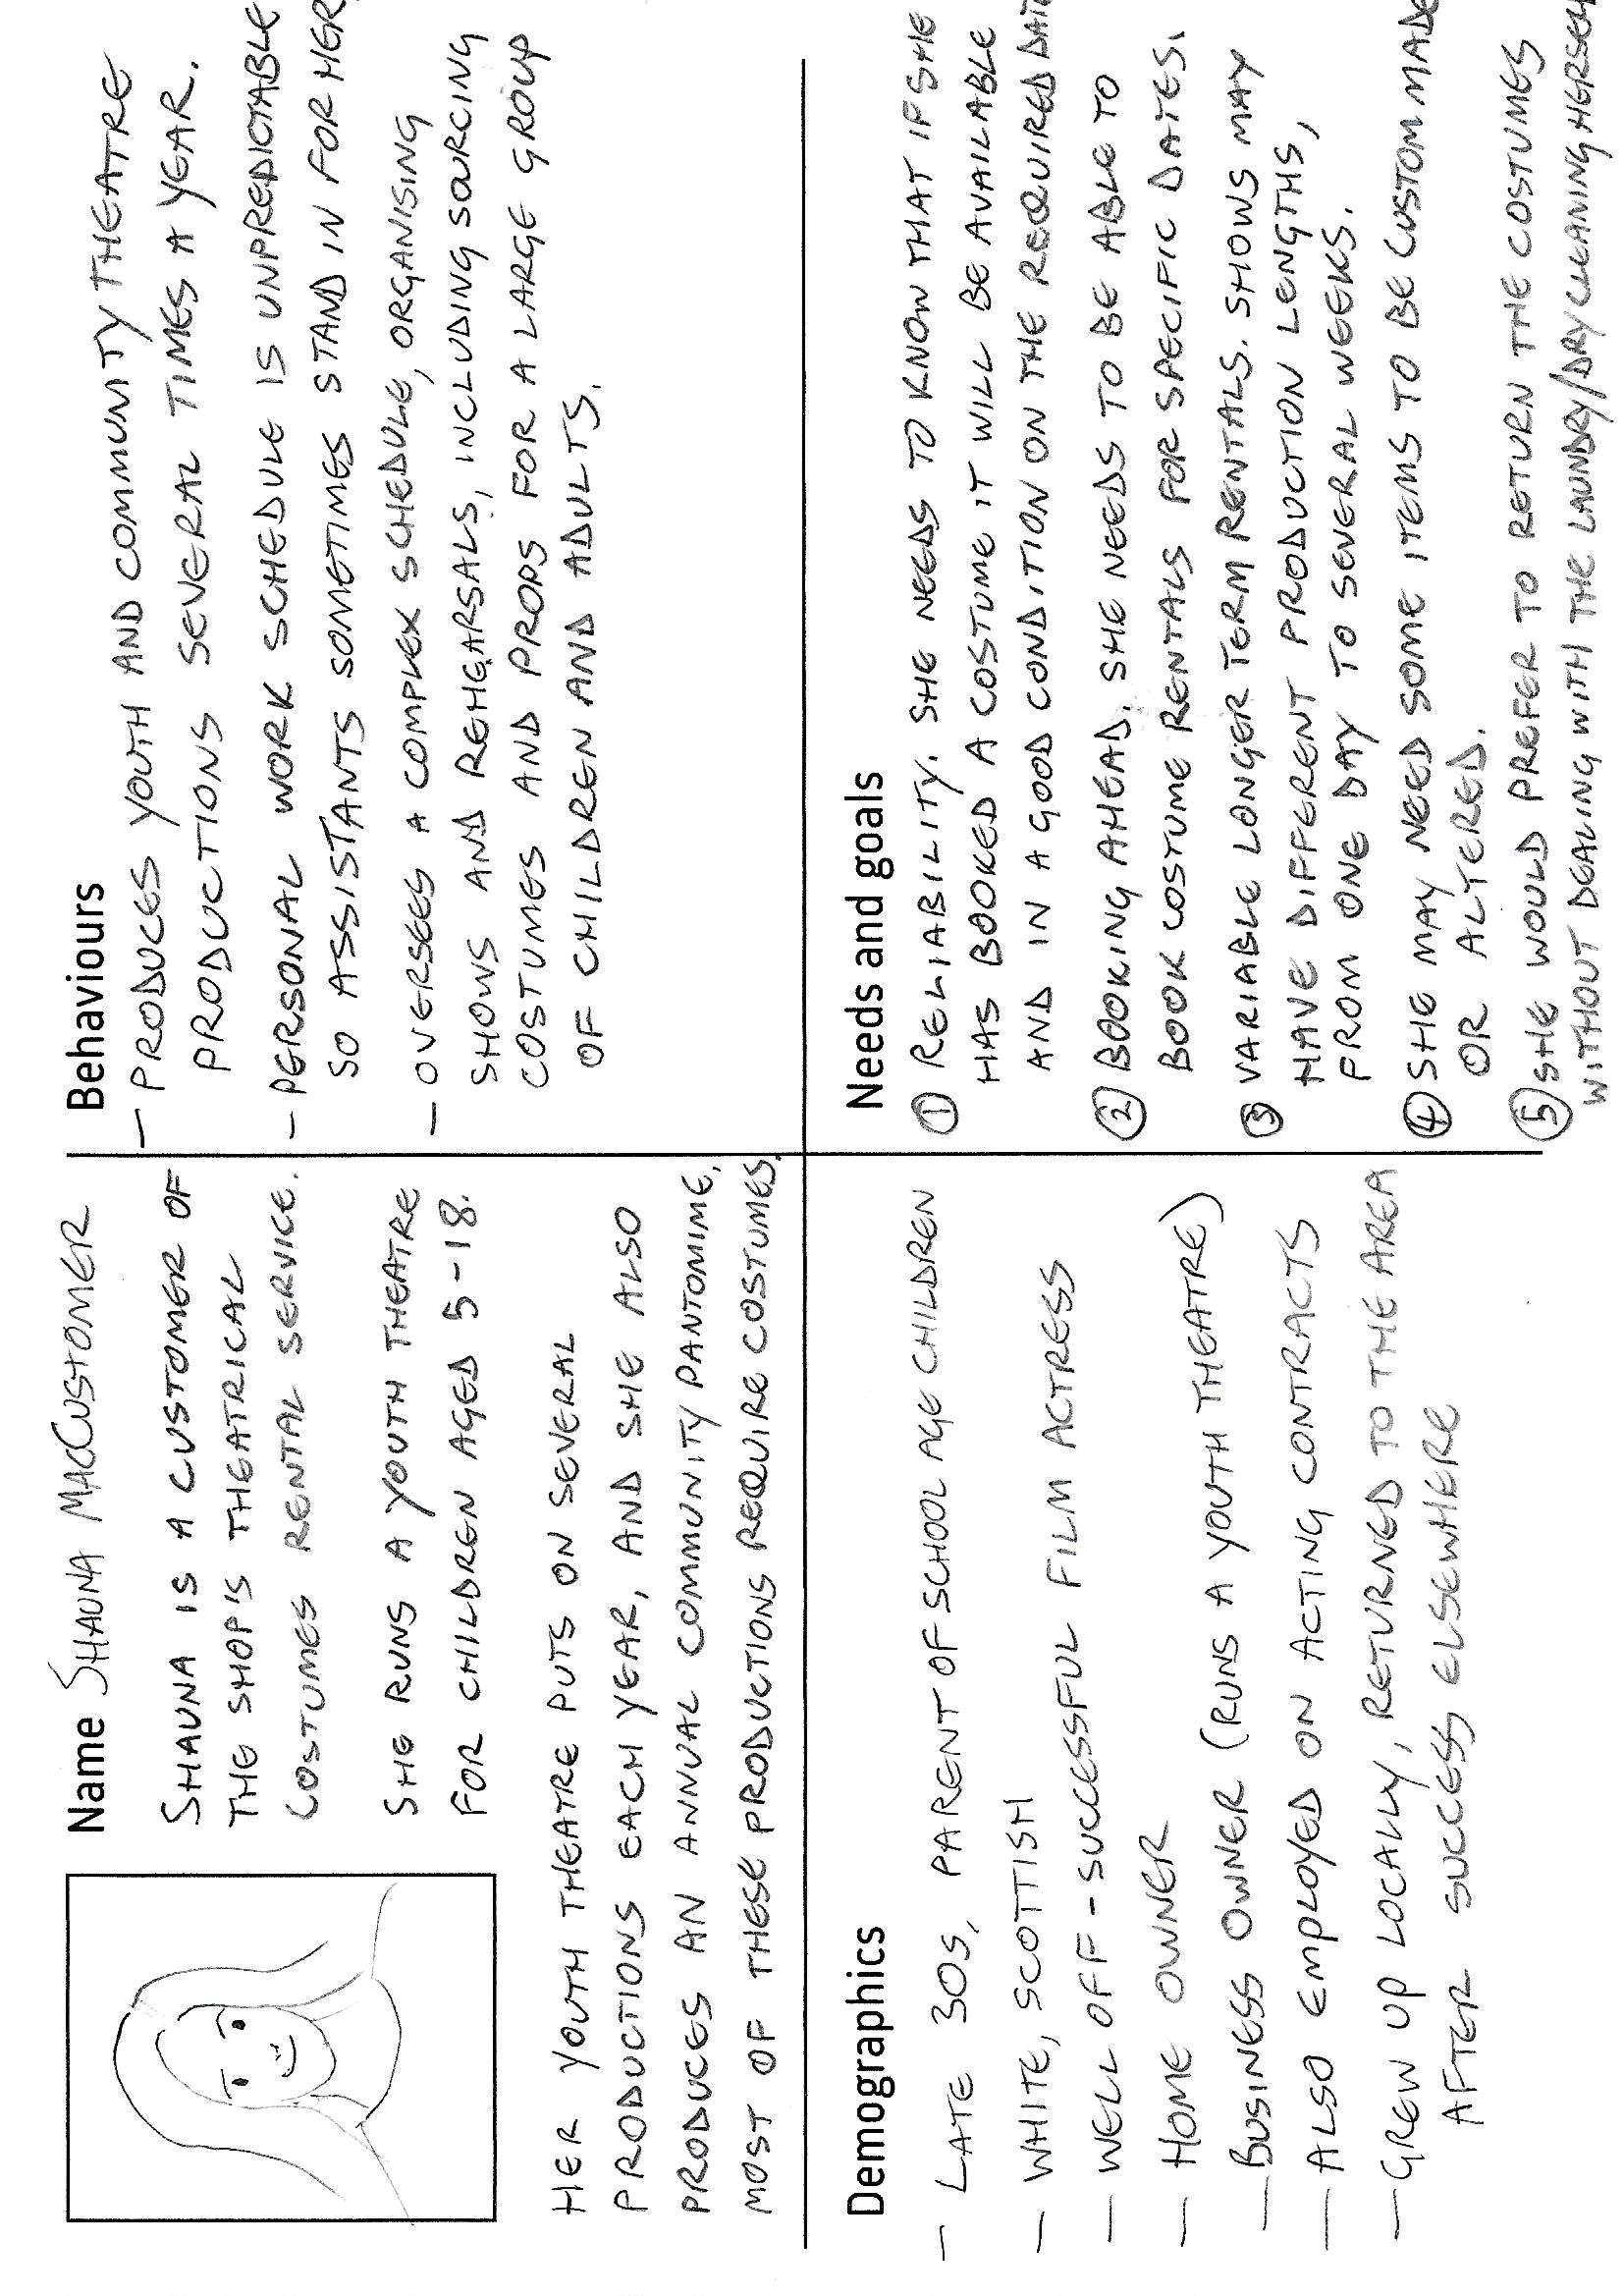 Name SHAUNA MACCUSTOMER
SHAUNA IS A CUSTOMER OF
THE SHOP'S THEATRICAL
COSTUMES RENTAL SERVICE.
SHE RUNS A YOUTH THEATRE
FOR CHILDREN AGED 5-18.
HER YOUTH THEATRE PUTS ON SEVERAL
PRODUCTIONS EACH YEAR, AND SHE ALSO
PRODUCES AN ANNUAL COMMUNITY PANTOMIME.
MOST OF THESE PRODUCTIONS REQUIRE COSTUMES.
Behaviours
- PRODUCES YOUTH AND COMMUNITY THEATRE
PRODUCTIONS SEVERAL TIMES A YEAR.
- PERSONAL WORK SCHEDULE IS UNPREDICTABLE
SO ASSISTANTS SOMETIMES STAND IN FOR HER,
- OVERSEES A COMPLEX SCHEDULE, ORGANISING
SHOWS AND REHEARSALS, INCLUDING SOURCING
COSTUMES AND PROPS FOR A LARGE GROUP
OF CHILDREN AND ADULTS.
Demographics
- LATE 30s, PARENT OF SCHOOL AGE CHILDREN
- WHITE, SCOTTISH
- WELL OFF - SUCCESSFUL FILM ACTRESS
- HOME OWNER
- BUSINESS OWNER (RUNS A YOUTH THEATRE)
- ALSO EMPLOYED ON ACTING CONTRACTS
- GREW UP LOCALLY, RETURNED TO THE AREA
AFTER SUCCESS ELSEWHERE
Needs and goals
① RELIABILITY. SHE NEEDS TO KNOW THAT IF SHE
HAS BOOKED A COSTUME IT WILL BE AVAILABLE
AND IN A GOOD CONDITION ON THE REQUIRED DATE
② BOOKING AHEAD. SHE NEEDS TO BE ABLE TO
BOOK COSTUME RENTALS FOR SPECIFIC DATES.
③ VARIABLE LONGER TERM RENTALS. SHOWS MAY
HAVE DIFFERENT PRODUCTION LENGTHS,
FROM ONE DAY TO SEVERAL WEEKS.
④ SHE MAY NEED SOME ITEMS TO BE CUSTOM MADE
OR ALTERED.
⑤ SHE WOULD PREFER TO RETURN THE COSTUMES
WITHOUT DEALING WITH THE LAUNDRY/DRY CLEANING HERSELF